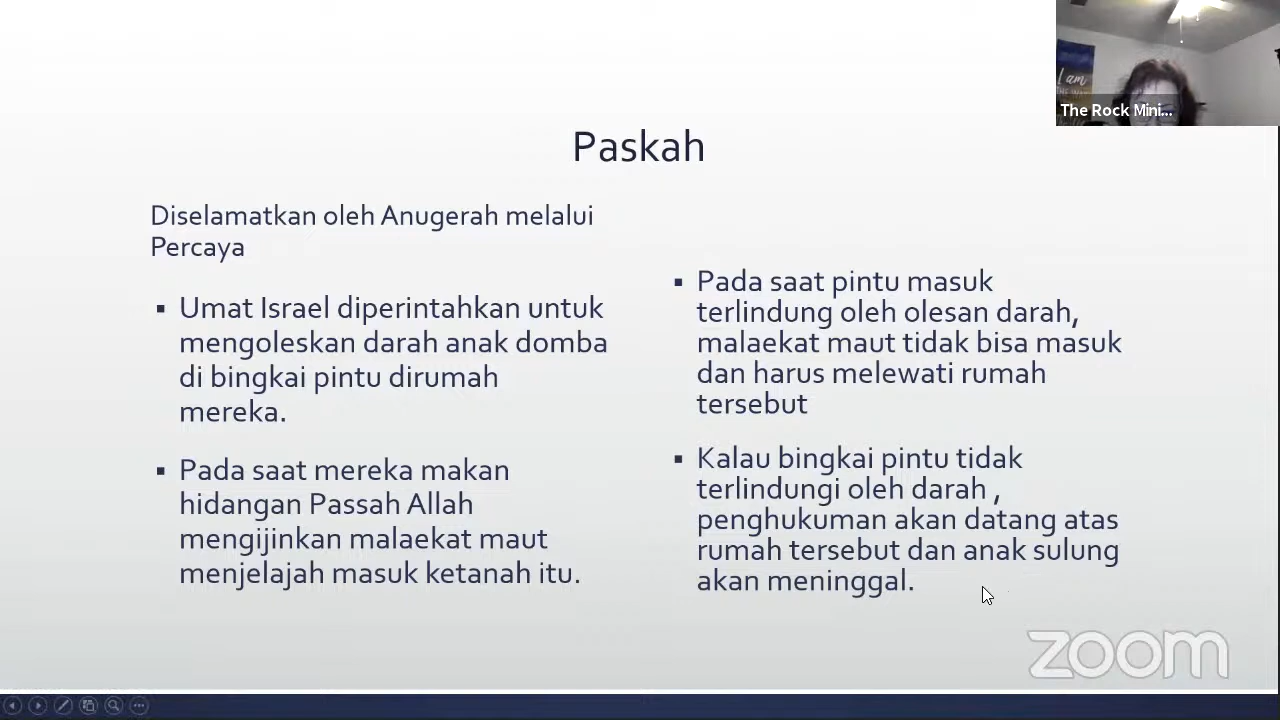 I am
The Rock Mini...
Paskah
Diselamatkan oleh Anugerah melalui
Percaya
▪ Umat Israel diperintahkan untuk
mengoleskan darah anak domba
di bingkai pintu dirumah
mereka.
▪ Pada saat mereka makan
hidangan Passah Allah
mengijinkan malaekat maut
menjelajah masuk ketanah itu.
▪ Pada saat pintu masuk
terlindung oleh olesan darah,
malaekat maut tidak bisa masuk
dan harus melewati rumah
tersebut
▪ Kalau bingkai pintu tidak
terlindungi oleh darah ,
penghukuman akan datang atas
rumah tersebut dan anak sulung
akan meninggal.
zoom